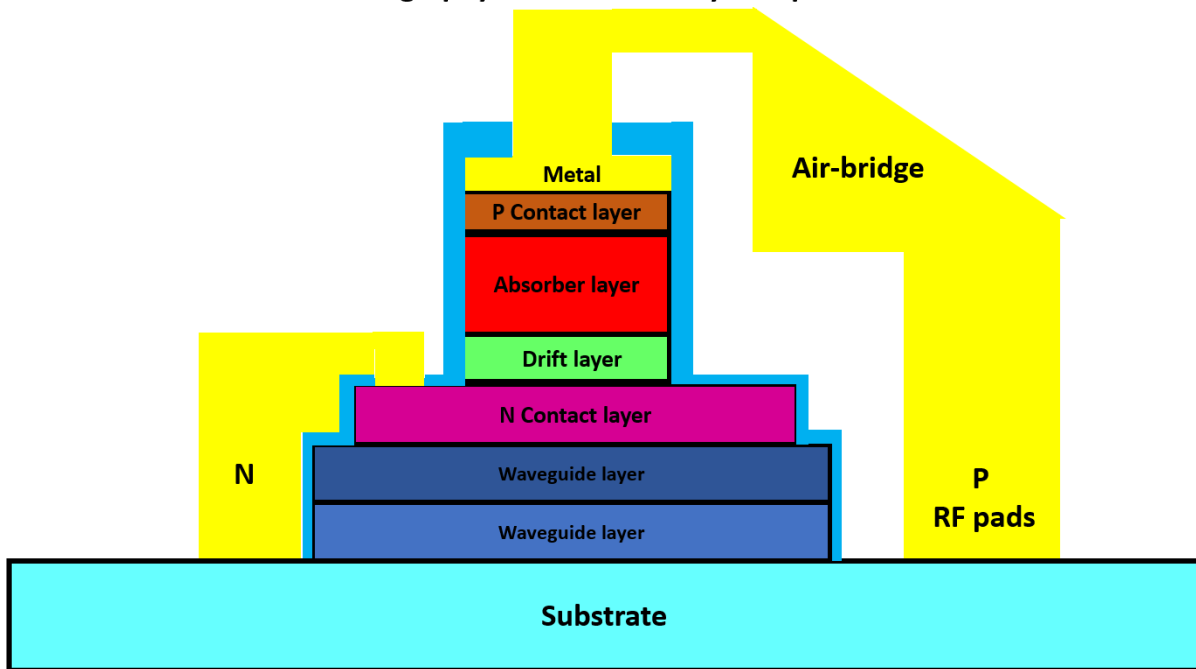 Metal
Air-bridge
P Contact layer
Absorber layer
Drift layer
N Contact layer
N
Waveguide layer
P
RF pads
Waveguide layer
Substrate